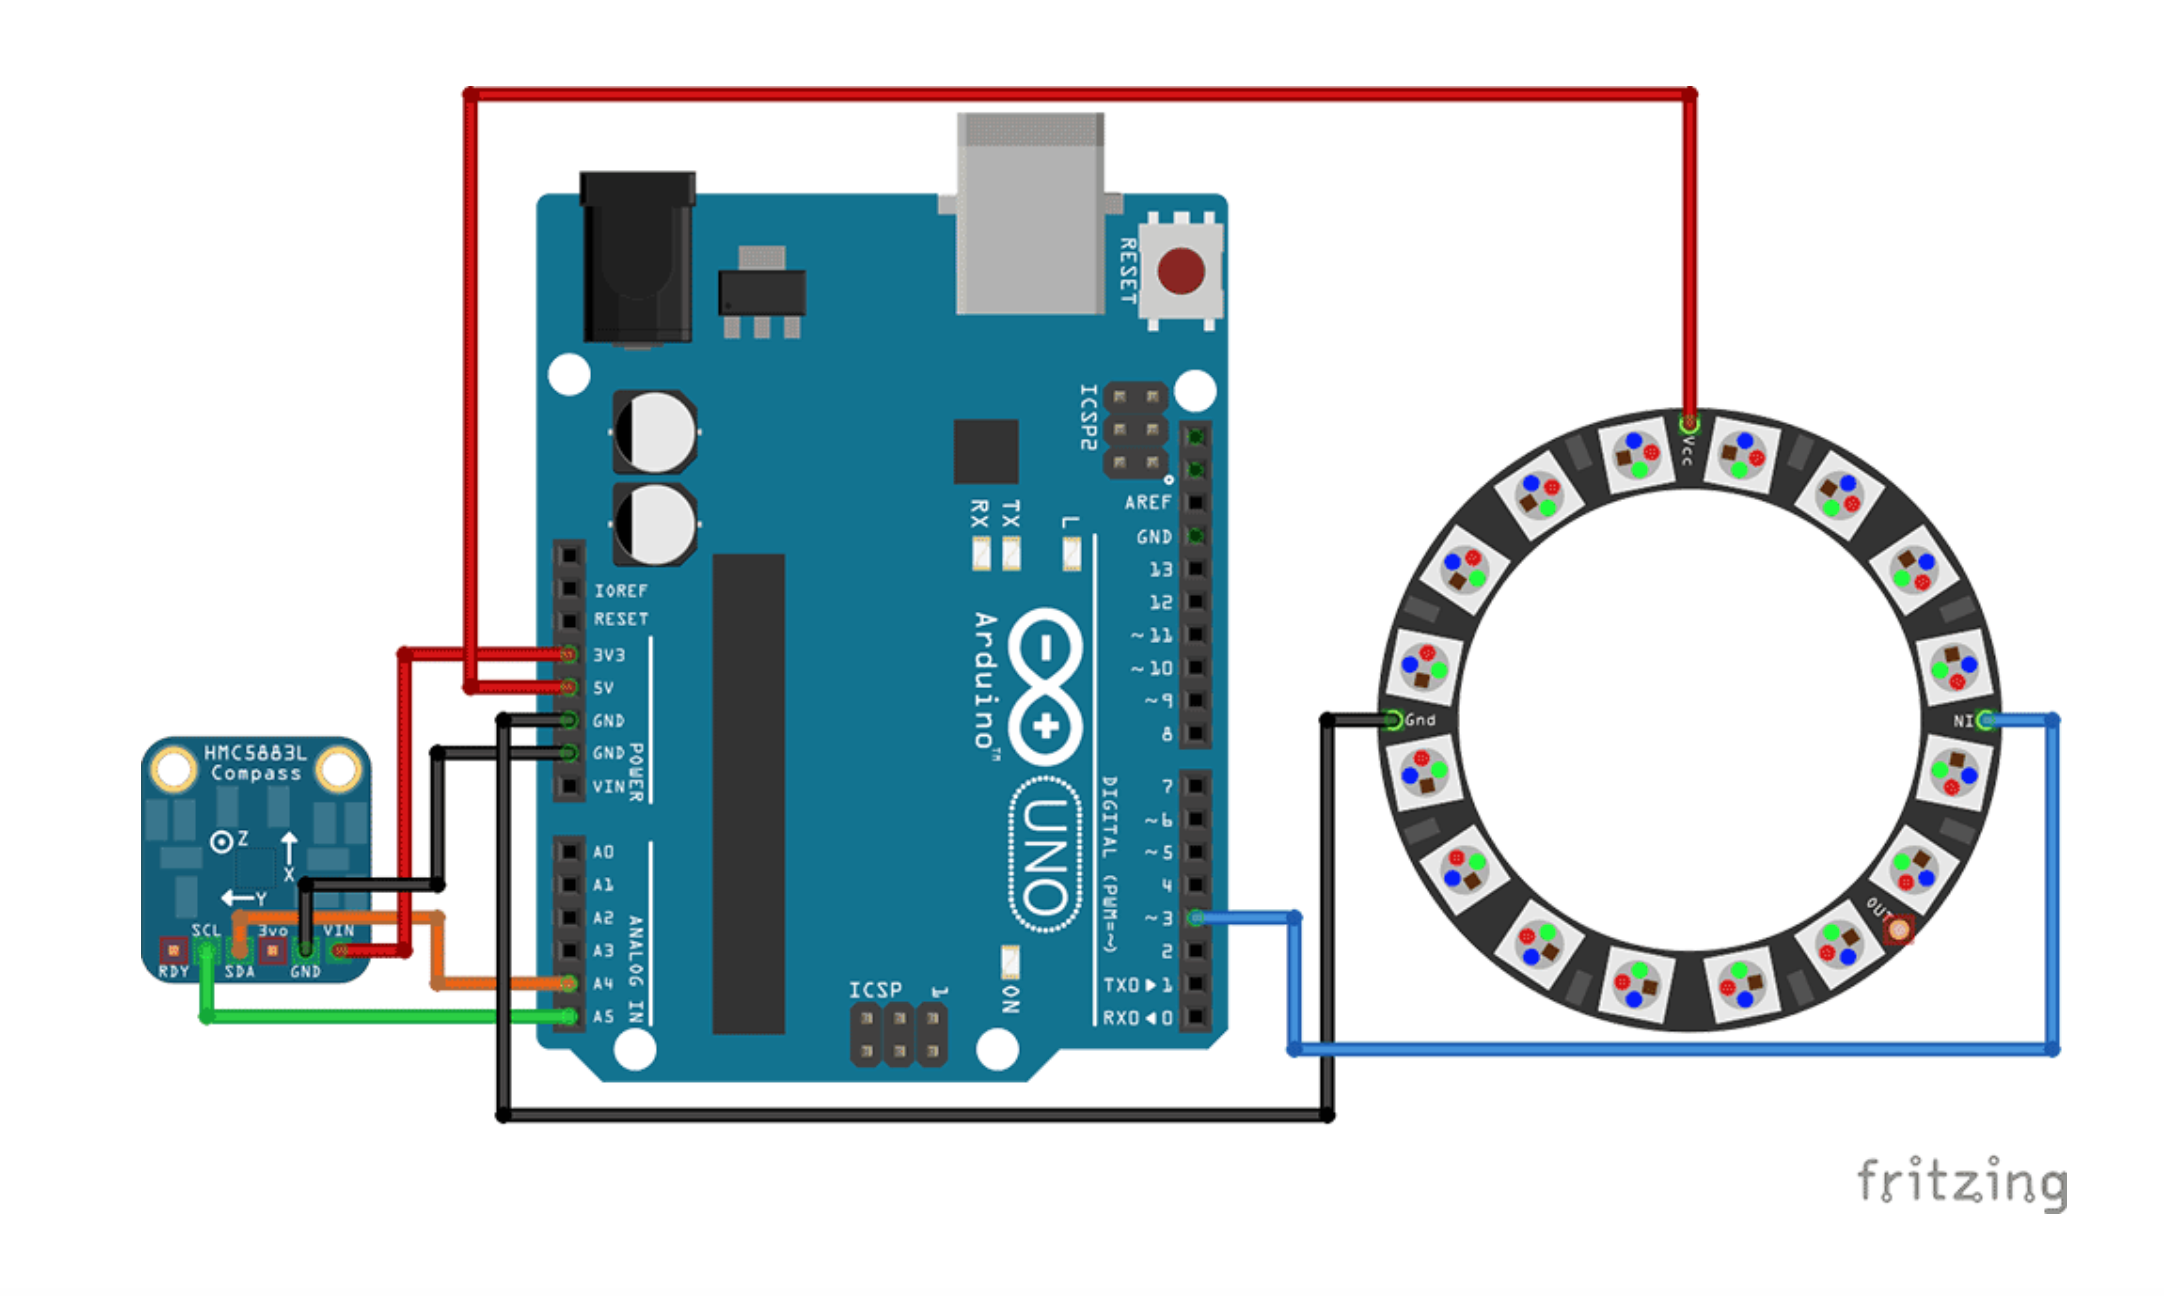 RESET
ICSP2
AREF
GND
13
12
~11
~10
~9
8
7
~6
~5
4
~3
2
TX0▶1
RX0◀0
RX
TX
L
IOREF
RESET
3V3
5V
GND
GND
VIN
POWER
A0
A1
A2
A3
A4
A5
ANALOG IN
Arduino™
UNO
DIGITAL (PWM=~)
ICSP
1
ON
HMC5883L
Compass
Z
X
Y
SCL
3vo
VIN
RDY
SDA
GND
Vcc
Gnd
IN
OUT
fritzing